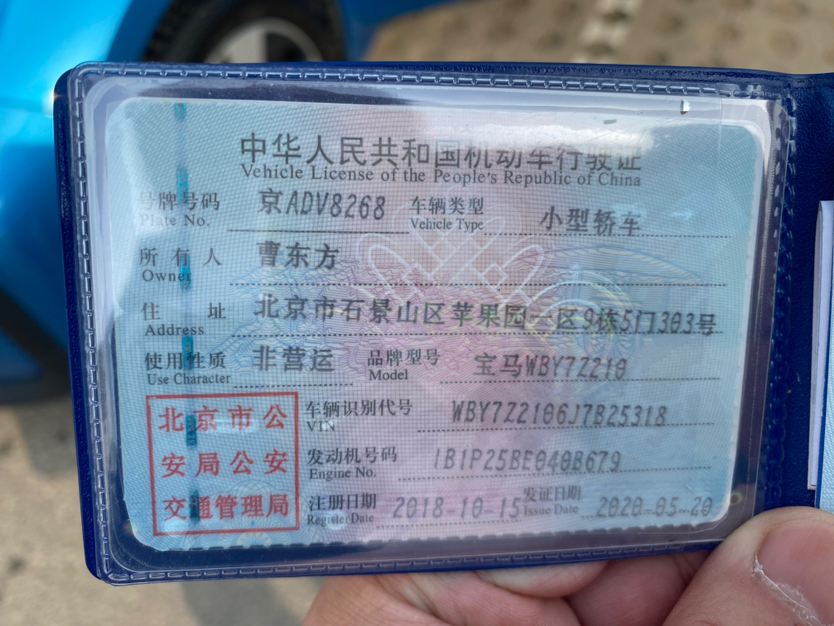 中华人民共和国机动车行驶证
Vehicle License of the People's Republic of China
号牌号码 京ADV8268 车辆类型 小型轿车
Plate No. Vehicle Type
所有人 曹东方
Owner
住址 北京市石景山区苹果园一区9栋5门303号
Address
使用性质 非营运 品牌型号 宝马WBY7Z210
Use Character Model
北京市公 车辆识别代号 WBY7Z2106J7B25318
VIN
安局公安 发动机号码 IB1P25BE040B679
Engine No.
交通管理局 注册日期 2018-10-15 发证日期 2020-05-20
Register Date Issue Date